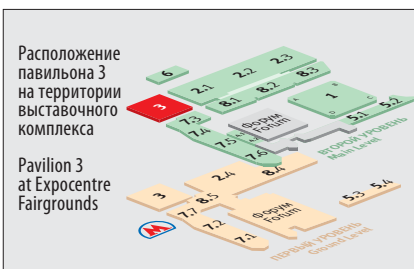 Расположение
павильона 3
на территории
выставочного
комплекса
Pavilion 3
at Expocentre
Fairgrounds
6
2.1
2.2
2.3
3
8.1
8.2
8.3
7.3
7.4
7.5
7.6
Форум
Forum
A
B
C
1
5.1
5.2
ВТОРОЙ УРОВЕНЬ
Main Level
3
2.4
8.4
8.5
7.7
7.2
7.1
Форум
Forum
5.3
5.4
ПЕРВЫЙ УРОВЕНЬ
Ground Level
М